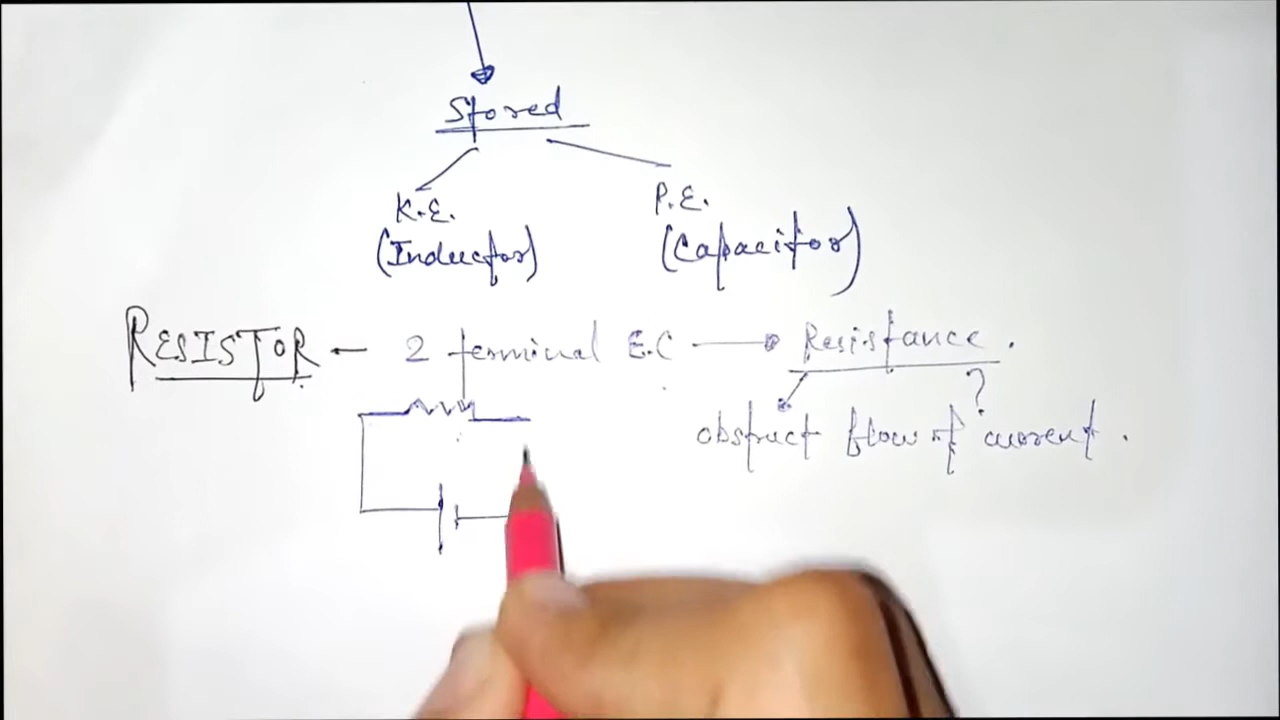 Stored
K.E. P.E.
(Inductor) (Capacitor)
RESISTOR - 2 terminal E.C → Resistance.
?
obstruct flow of current.